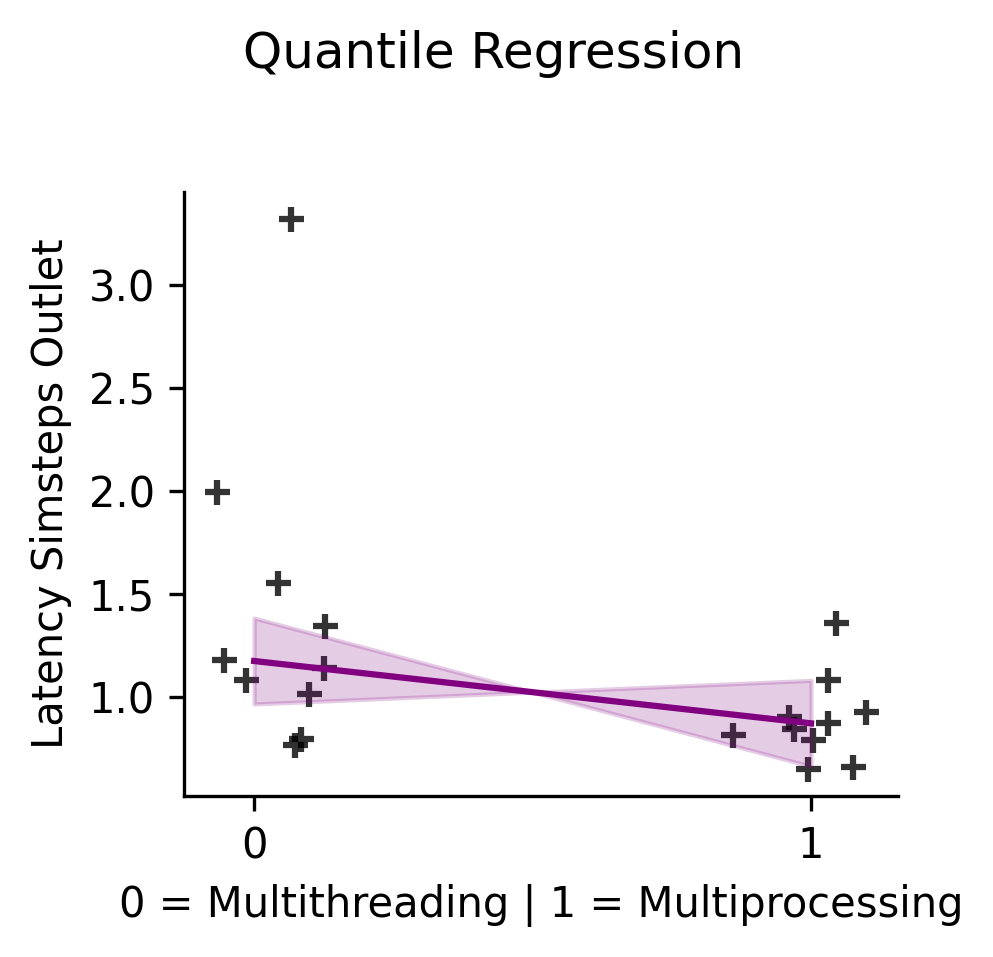 Quantile Regression
Latency Simsteps Outlet
3.0
2.5
2.0
1.5
1.0
0
1
0 = Multithreading | 1 = Multiprocessing